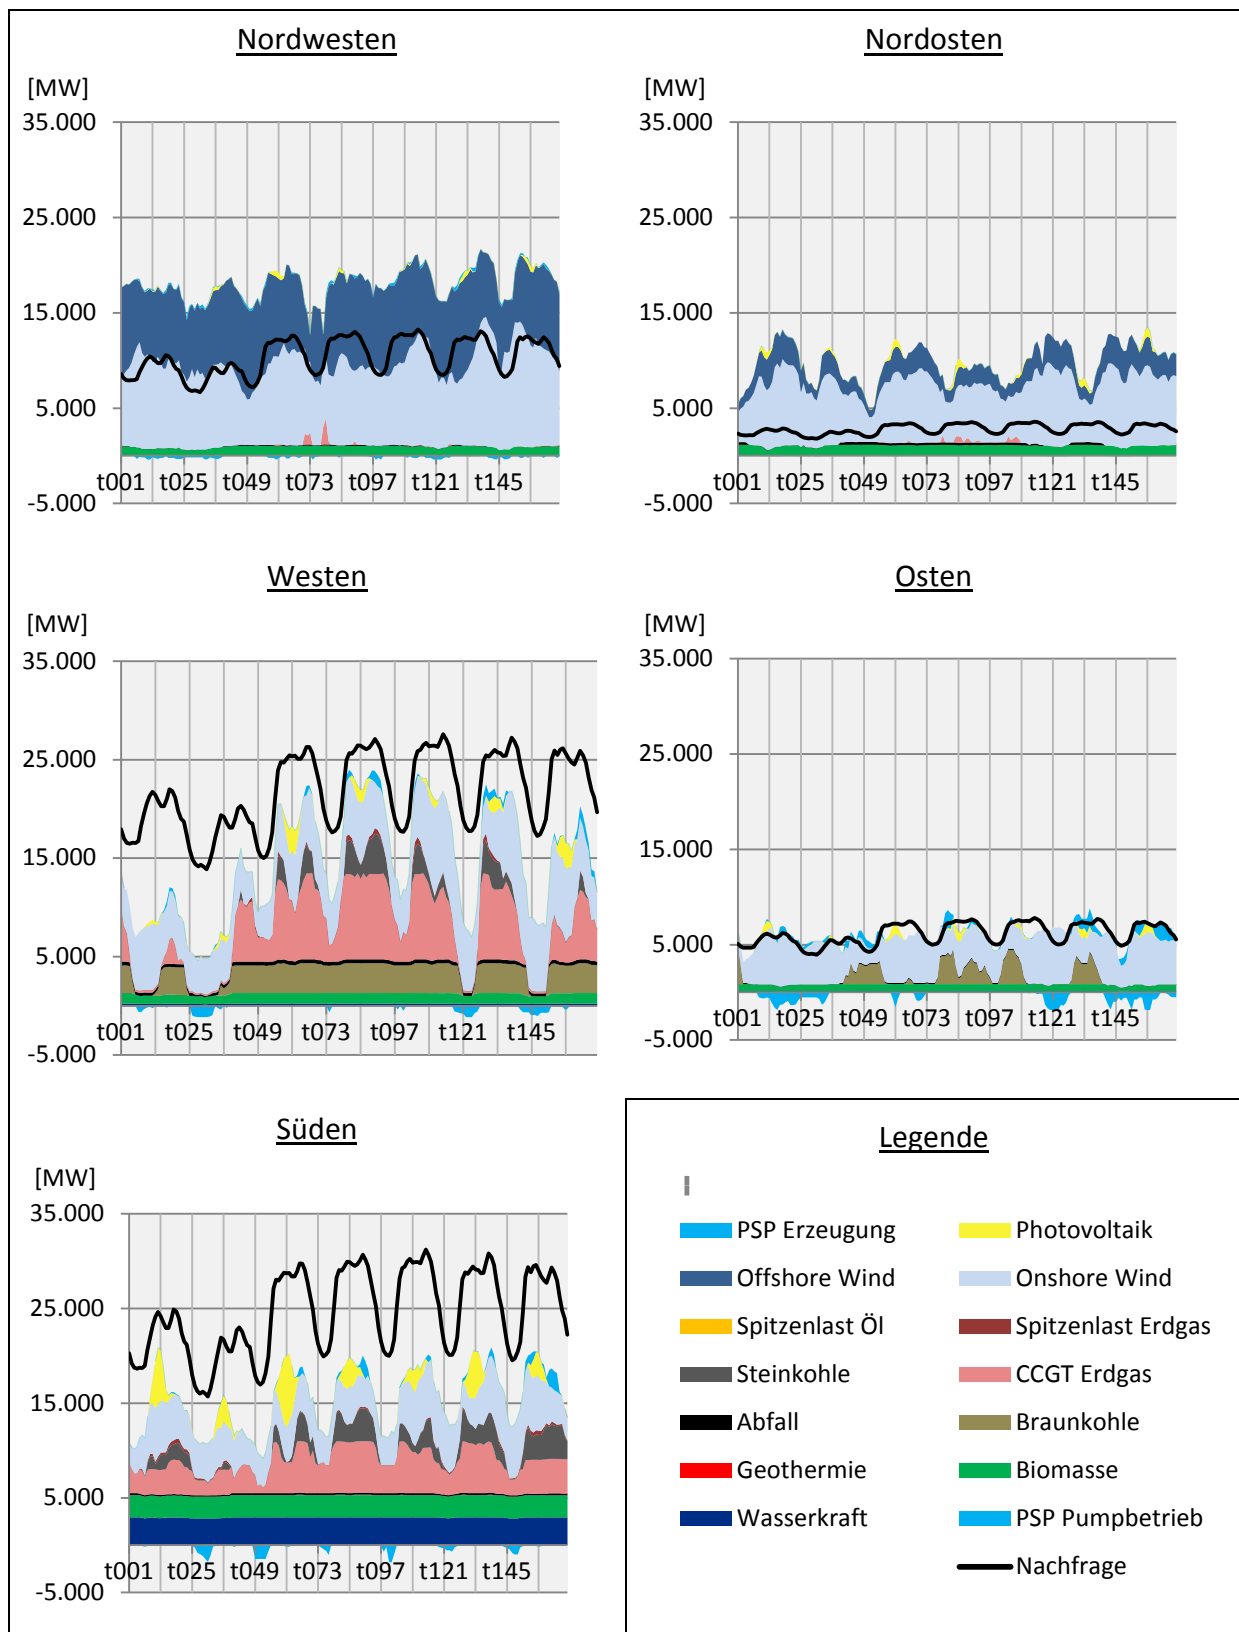 Nordwesten
[MW]
35.000
25.000
15.000
5.000
-5.000
t001 t025 t049 t073 t097 t121 t145
Nordosten
[MW]
35.000
25.000
15.000
5.000
-5.000
t001 t025 t049 t073 t097 t121 t145
Westen
[MW]
35.000
25.000
15.000
5.000
-5.000
t001 t025 t049 t073 t097 t121 t145
Osten
[MW]
35.000
25.000
15.000
5.000
-5.000
t001 t025 t049 t073 t097 t121 t145
Süden
[MW]
35.000
25.000
15.000
5.000
-5.000
t001 t025 t049 t073 t097 t121 t145
Legende
PSP Erzeugung Photovoltaik
Offshore Wind Onshore Wind
Spitzenlast Öl Spitzenlast Erdgas
Steinkohle CCGT Erdgas
Abfall Braunkohle
Geothermie Biomasse
Wasserkraft PSP Pumpbetrieb
Nachfrage